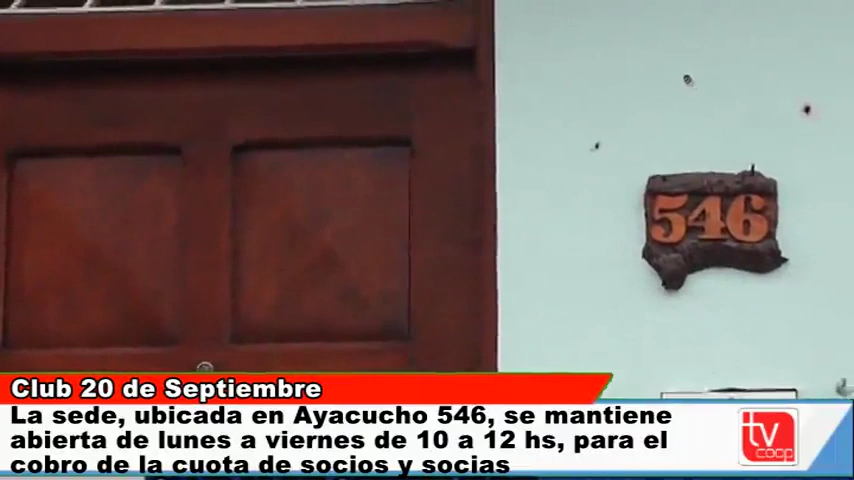 546
Club 20 de Septiembre
La sede, ubicada en Ayacucho 546, se mantiene
abierta de lunes a viernes de 10 a 12 hs, para el
cobro de la cuota de socios y socias
tv
coop